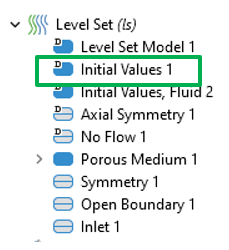 Level Set (ls)
D Level Set Model 1
D Initial Values 1
D Initial Values, Fluid 2
D Axial Symmetry 1
D No Flow 1
Porous Medium 1
Symmetry 1
Open Boundary 1
Inlet 1